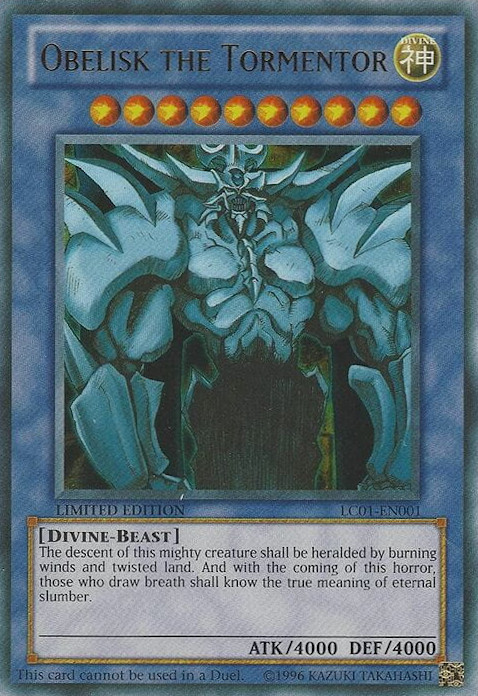 OBELISK THE TORMENTOR
DIVINE
神
LIMITED EDITION
LC01-EN001
[DIVINE-BEAST]
The descent of this mighty creature shall be heralded by burning
winds and twisted land. And with the coming of this horror,
those who draw breath shall know the true meaning of eternal
slumber.
ATK/4000 DEF/4000
This card cannot be used in a Duel. ©1996 KAZUKI TAKAHASHI